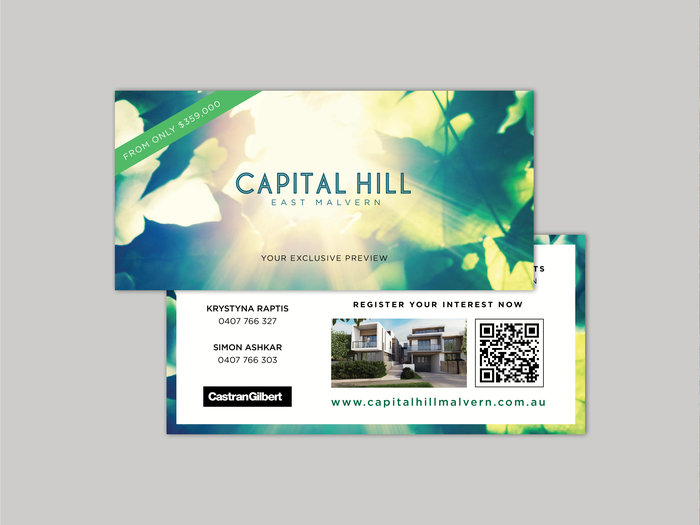 FROM ONLY $359,000
CAPITAL HILL
EAST MALVERN
YOUR EXCLUSIVE PREVIEW
REGISTER YOUR INTEREST NOW
KRYSTYNA RAPTIS
0407 766 327
SIMON ASHKAR
0407 766 303
CastranGilbert
www.capitalhillmalvern.com.au